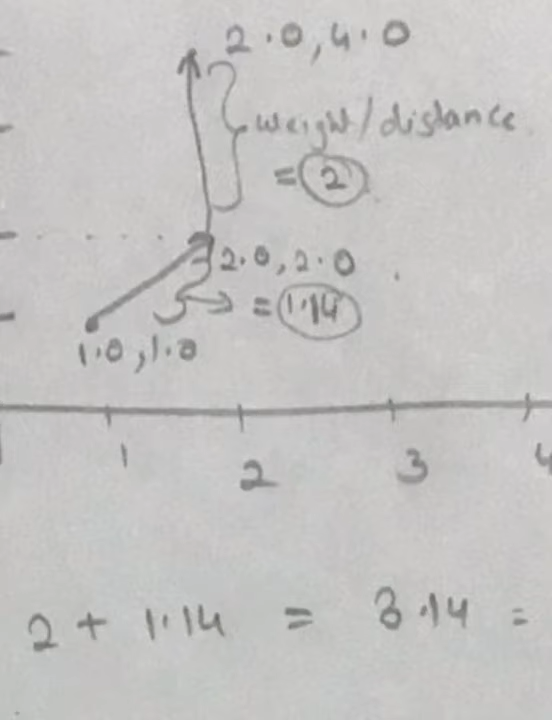 2.0, 4.0
weight/distance
= 2
2.0, 2.0
= 1.14
1.0, 1.0
1 2 3 4
2 + 1.14 = 3.14 =